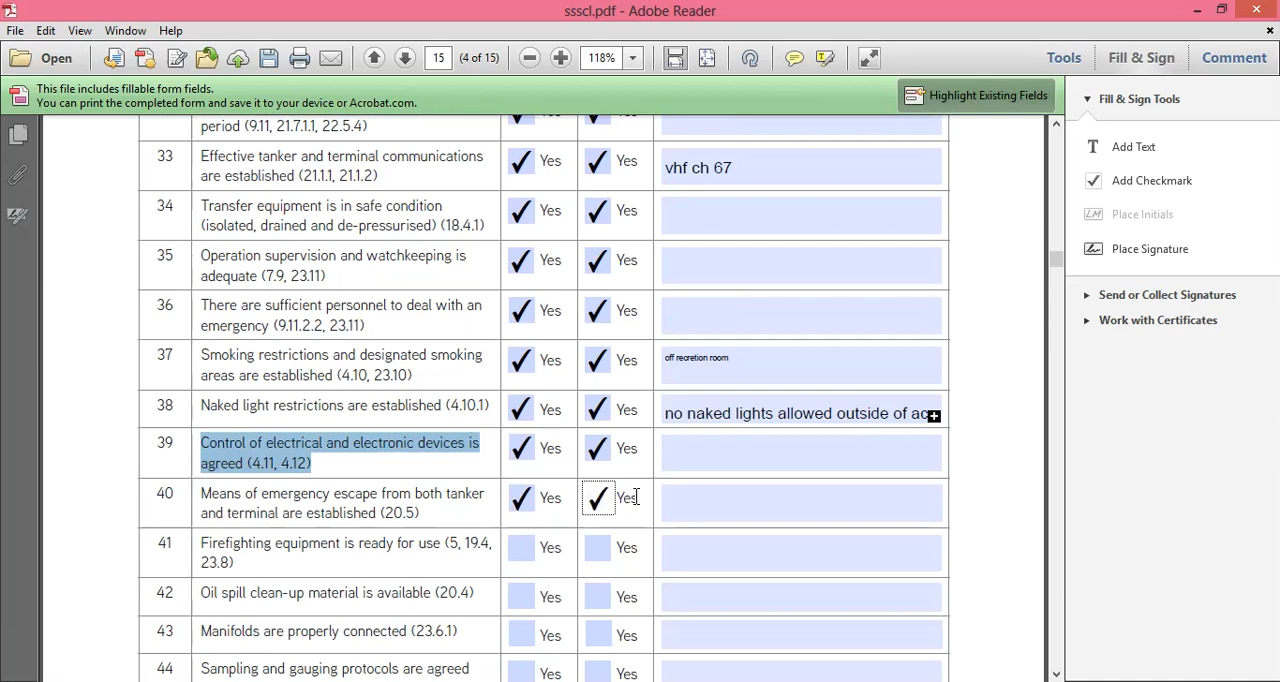 ssscl.pdf - Adobe Reader
File Edit View Window Help
Open 15 (4 of 15) 118% Tools Fill & Sign Comment
This file includes fillable form fields.
You can print the completed form and save it to your device or Acrobat.com.
Highlight Existing Fields
Fill & Sign Tools
Add Text
Add Checkmark
Place Initials
Place Signature
Send or Collect Signatures
Work with Certificates
period (9.11, 21.7.1.1, 22.5.4)
33 Effective tanker and terminal communications Yes Yes vhf ch 67
are established (21.1.1, 21.1.2)
34 Transfer equipment is in safe condition Yes Yes
(isolated, drained and de-pressurised) (18.4.1)
35 Operation supervision and watchkeeping is Yes Yes
adequate (7.9, 23.11)
36 There are sufficient personnel to deal with an Yes Yes
emergency (9.11.2.2, 23.11)
37 Smoking restrictions and designated smoking Yes Yes off recretion room
areas are established (4.10, 23.10)
38 Naked light restrictions are established (4.10.1) Yes Yes no naked lights allowed outside of ac
39 Control of electrical and electronic devices is Yes Yes
agreed (4.11, 4.12)
40 Means of emergency escape from both tanker Yes Yes
and terminal are established (20.5)
41 Firefighting equipment is ready for use (5, 19.4, Yes Yes
23.8)
42 Oil spill clean-up material is available (20.4) Yes Yes
43 Manifolds are properly connected (23.6.1) Yes Yes
44 Sampling and gauging protocols are agreed Yes Yes